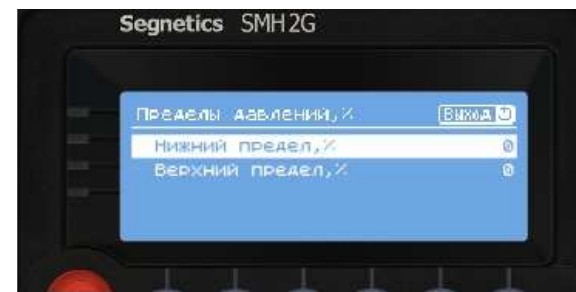 Segnetics SMH2G
Пределы давлений,% Выход
Нижний предел,% 0
Верхний предел,% 0